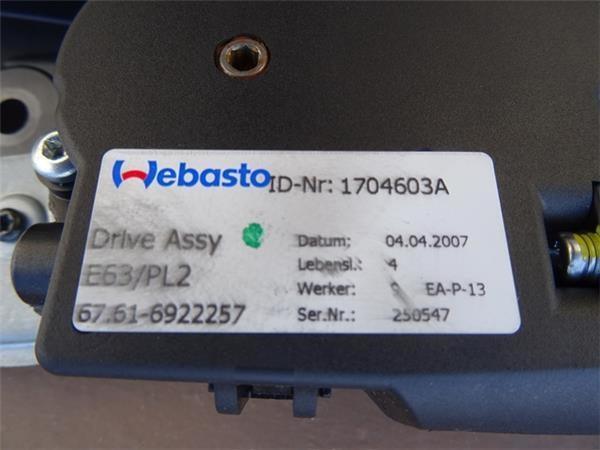 Webasto ID-Nr: 1704603A
Drive Assy Datum: 04.04.2007
E63/PL2 Lebensl.: 4
Werker: EA-P-13
67.61-6922257 Ser.Nr.: 250547